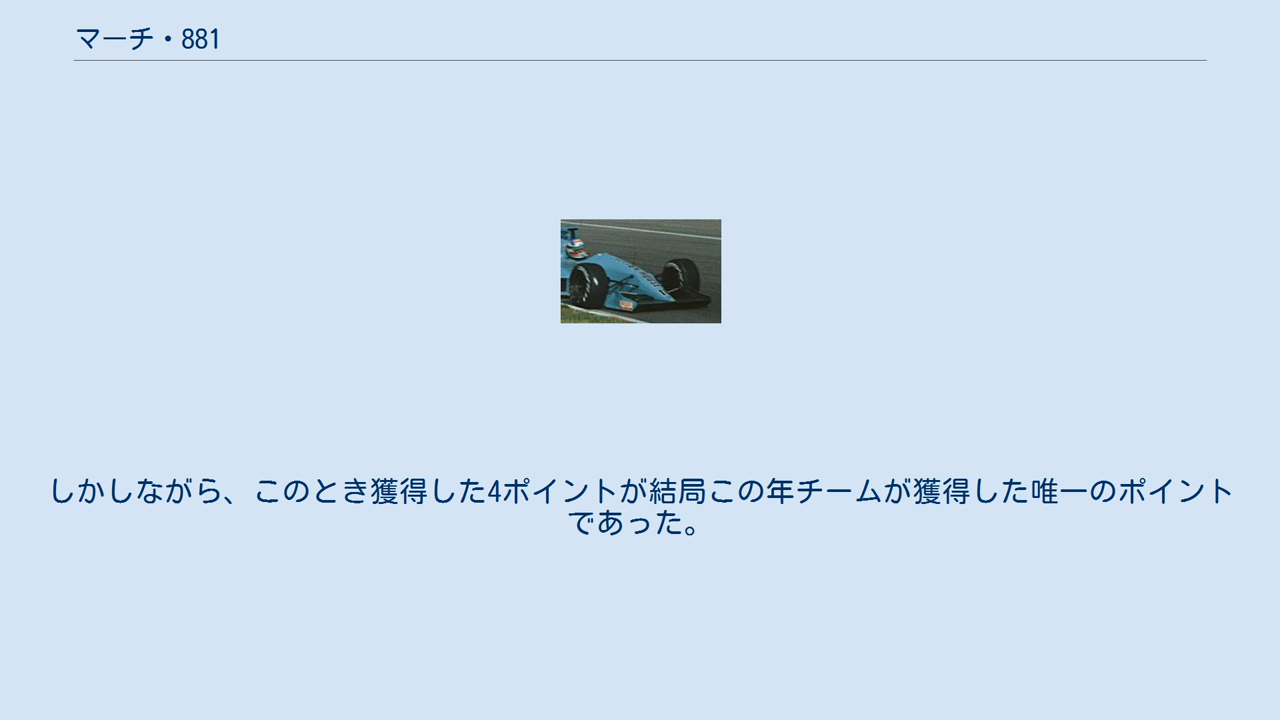 マーチ・881
しかしながら、このとき獲得した4ポイントが結局この年チームが獲得した唯一のポイント
であった。